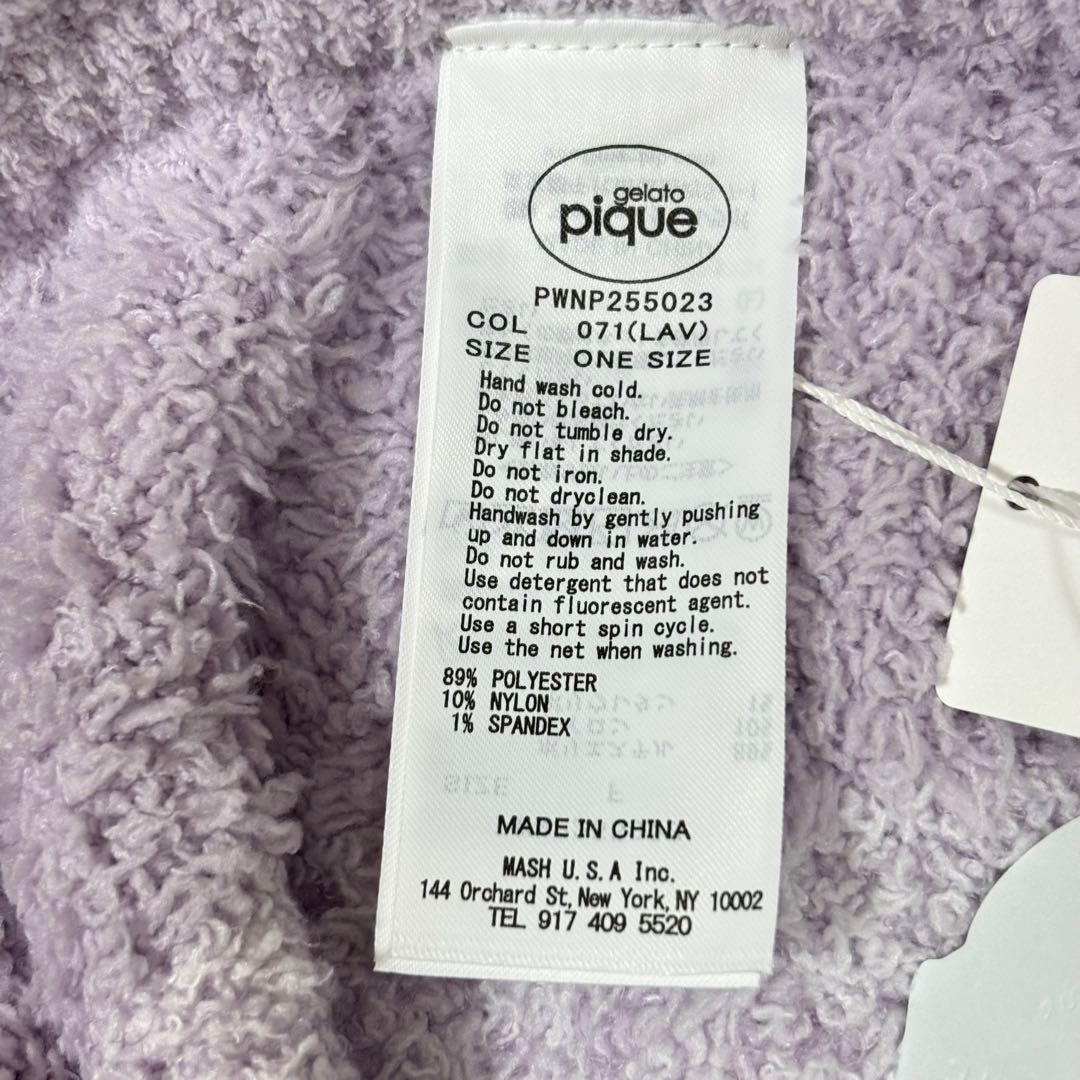 gelato
pique
PWNP255023
COL 071(LAV)
SIZE ONE SIZE
Hand wash cold.
Do not bleach.
Do not tumble dry.
Dry flat in shade.
Do not iron.
Do not dryclean.
Handwash by gently pushing
up and down in water.
Do not rub and wash.
Use detergent that does not
contain fluorescent agent.
Use a short spin cycle.
Use the net when washing.
89% POLYESTER
10% NYLON
1% SPANDEX
SIZE F
MADE IN CHINA
MASH U.S.A Inc.
144 Orchard St, New York, NY 10002
TEL 917 409 5520